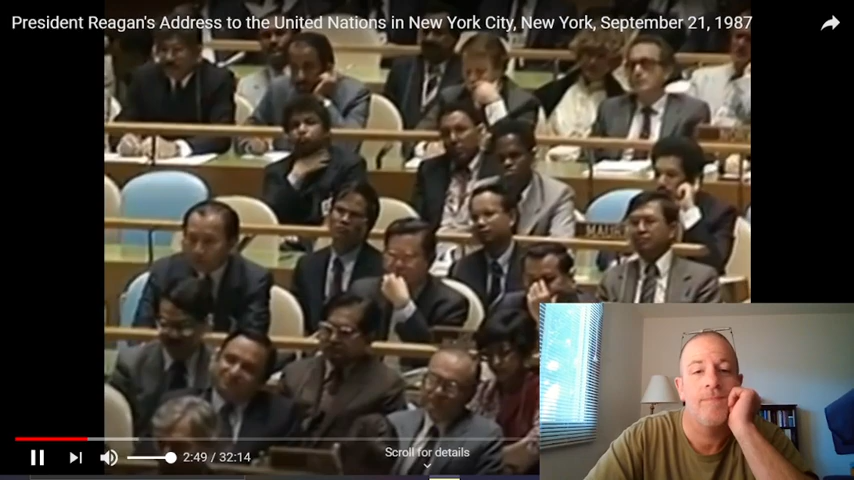 President Reagan's Address to the United Nations in New York City, New York, September 21, 1987
2:49 / 32:14
Scroll for details